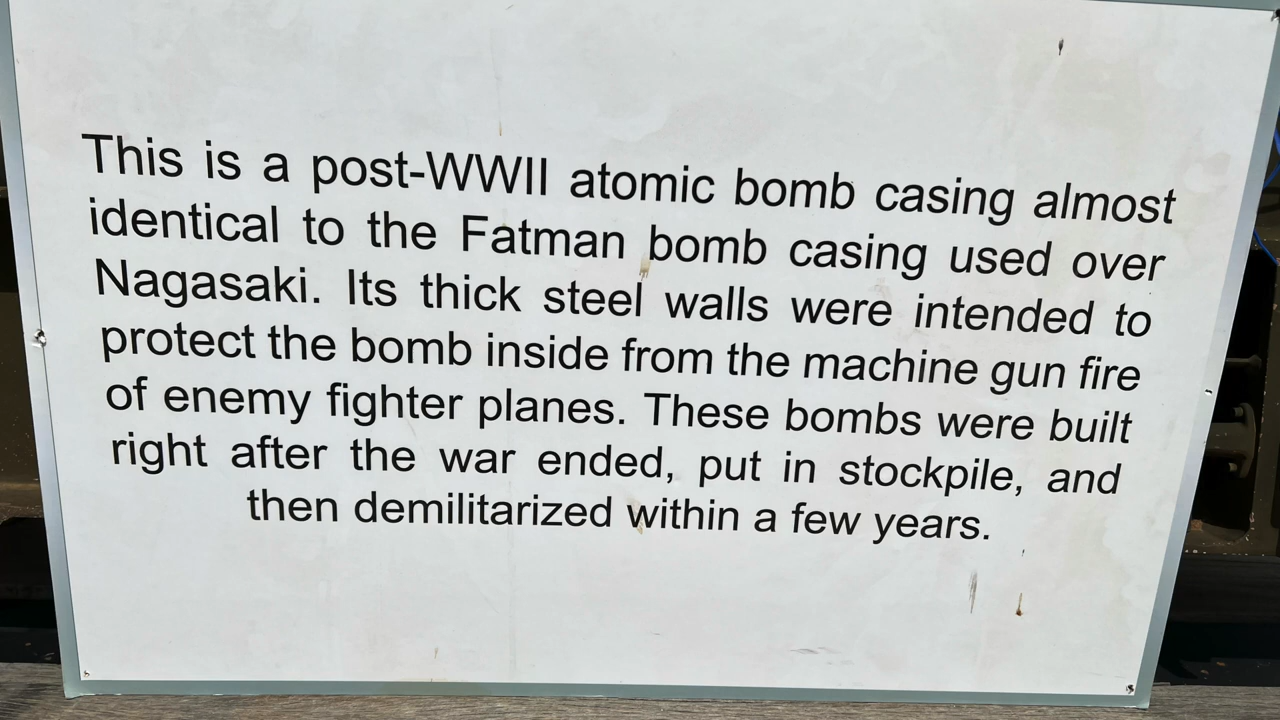 This is a post-WWII atomic bomb casing almost
identical to the Fatman bomb casing used over
Nagasaki. Its thick steel walls were intended to
protect the bomb inside from the machine gun fire
of enemy fighter planes. These bombs were built
right after the war ended, put in stockpile, and
then demilitarized within a few years.